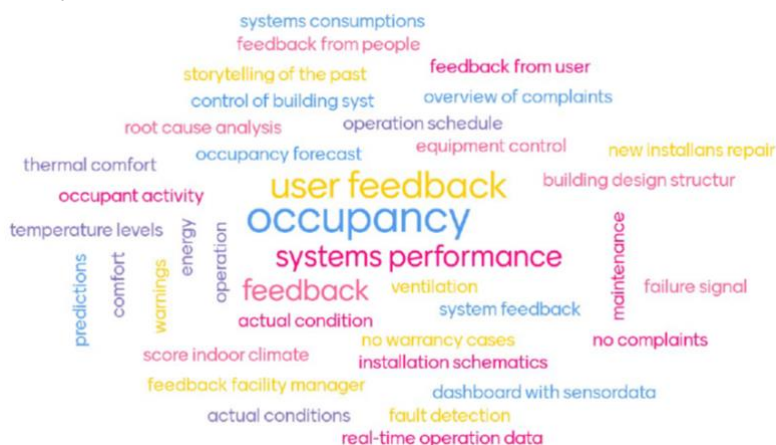 systems consumptions
feedback from people
storytelling of the past
feedback from user
control of building syst
overview of complaints
root cause analysis
operation schedule
thermal comfort
occupancy forecast
equipment control
new installians repair
occupant activity
user feedback
building design structur
temperature levels
occupancy
predictions
comfort
warnings
energy
operation
systems performance
maintenance
feedback
ventilation
failure signal
actual condition
system feedback
no warrancy cases
no complaints
score indoor climate
installation schematics
feedback facility manager
dashboard with sensordata
actual conditions
fault detection
real-time operation data